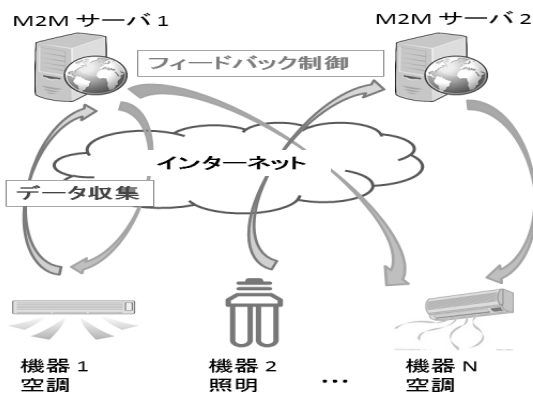 M2M サーバ 1
M2M サーバ 2
フィードバック制御
インターネット
データ収集
機器 1
空調
機器 2
照明
…
機器 N
空調